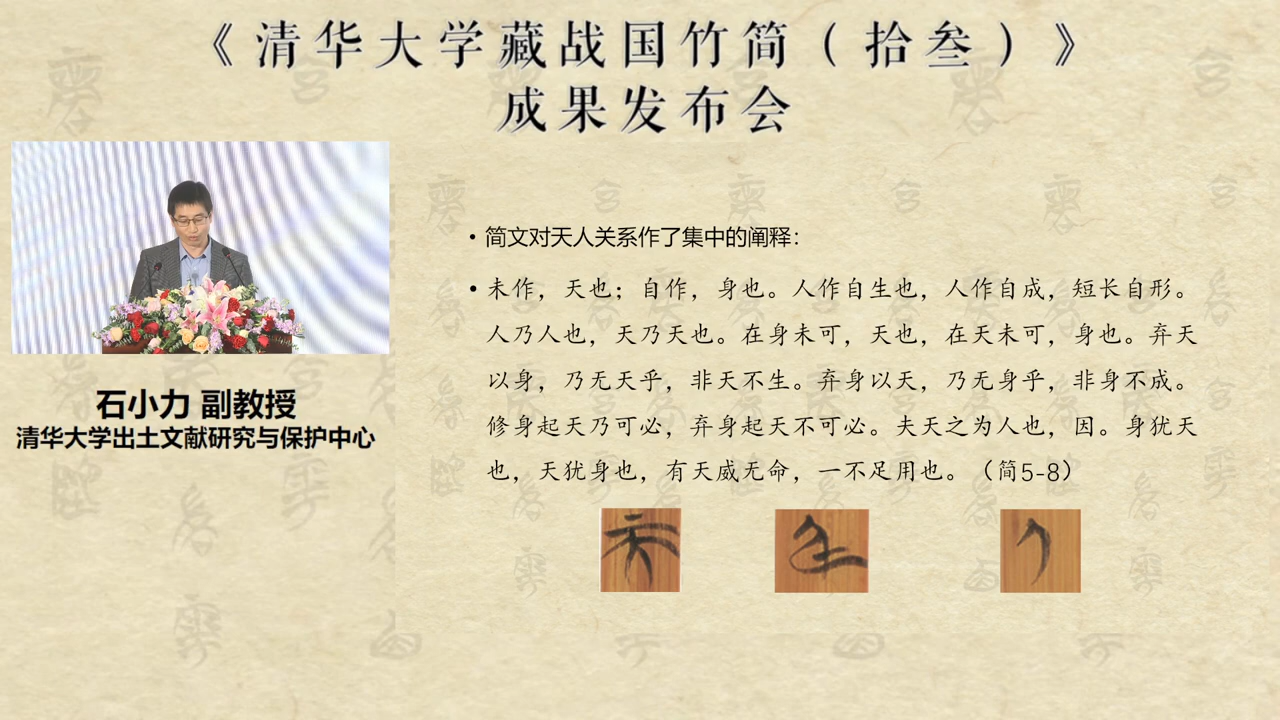 《清华大学藏战国竹简（拾叁）》
成果发布会
石小力 副教授
清华大学出土文献研究与保护中心
• 简文对天人关系作了集中的阐释：
• 未作，天也；自作，身也。人作自生也，人作自成，短长自形。
人乃人也，天乃天也。在身未可，天也，在天未可，身也。弃天
以身，乃无天乎，非天不生。弃身以天，乃无身乎，非身不成。
修身起天乃可必，弃身起天不可必。夫天之为人也，因。身犹天
也，天犹身也，有天威无命，一不足用也。（简5-8）